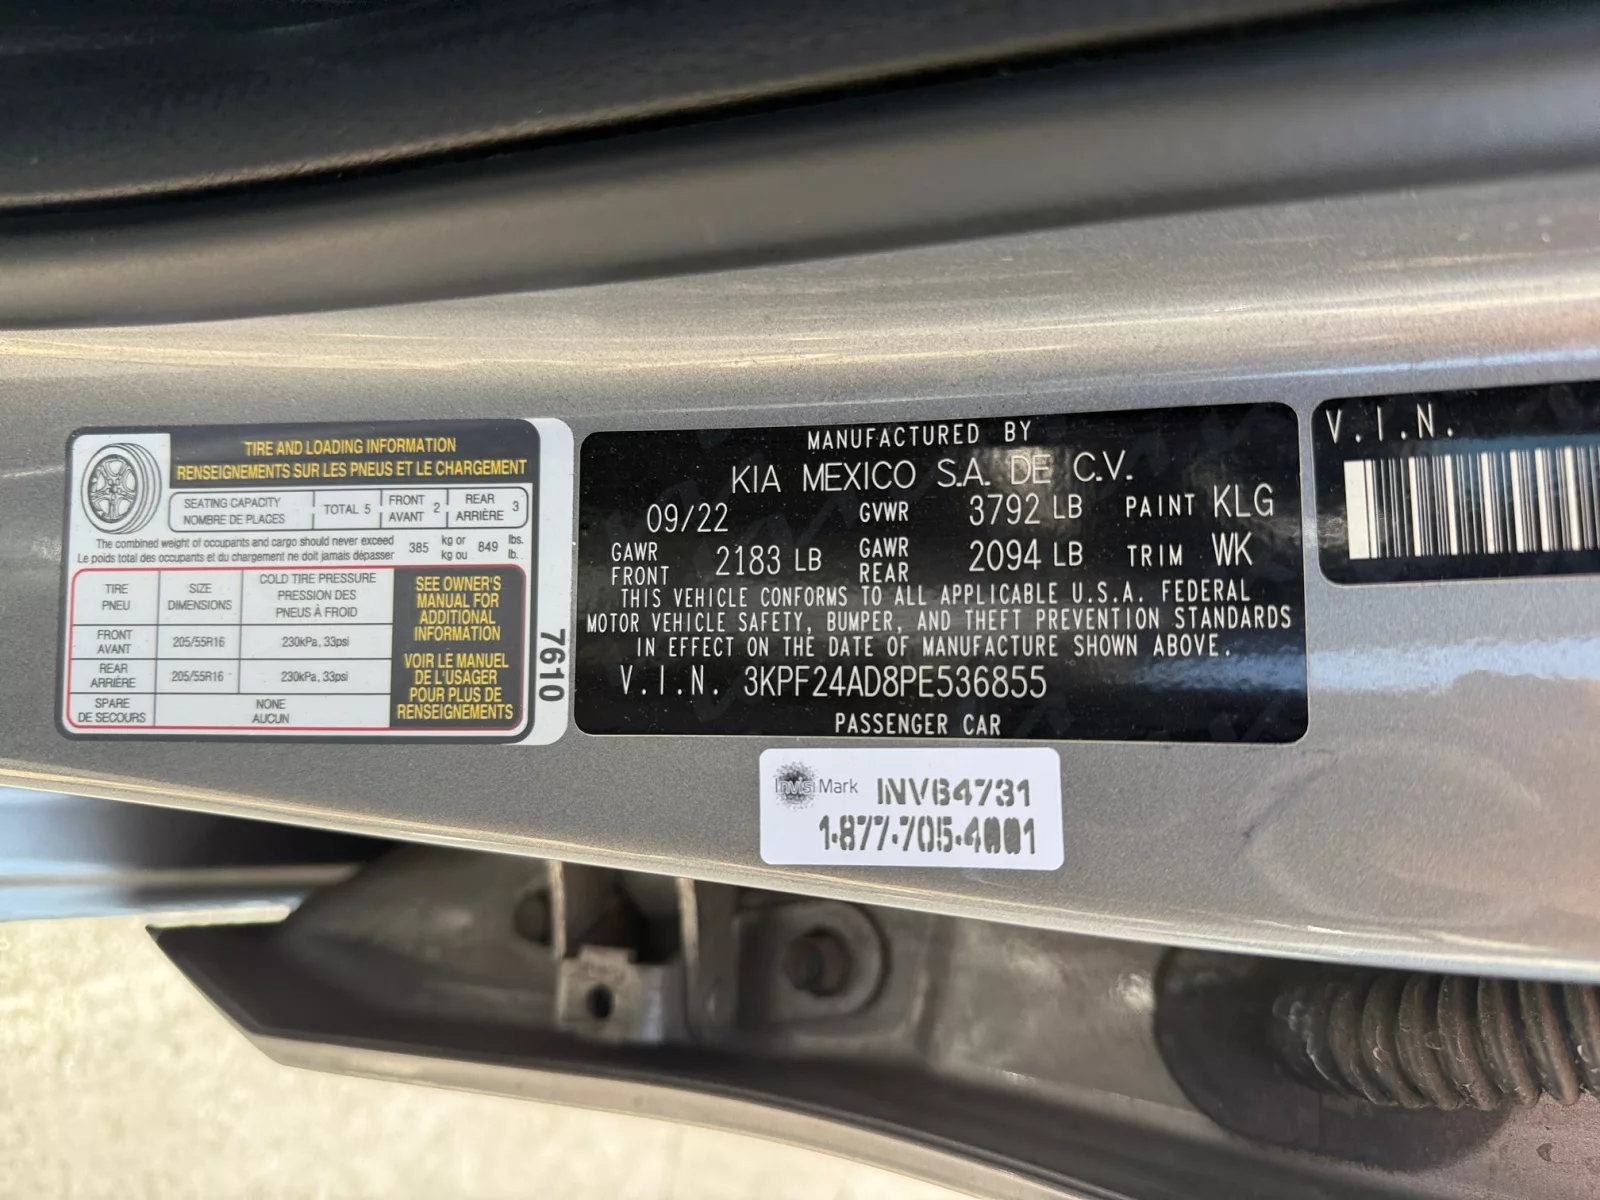 TIRE AND LOADING INFORMATION
RENSEIGNEMENTS SUR LES PNEUS ET LE CHARGEMENT
SEATING CAPACITY
NOMBRE DE PLACES
TOTAL 5
FRONT
AVANT 2
REAR
ARRIÈRE 3
The combined weight of occupants and cargo should never exceed
Le poids total des occupants et du chargement ne doit jamais dépasser
385 kg or
kg ou 849 lbs.
lb.
TIRE
PNEU
SIZE
DIMENSIONS
COLD TIRE PRESSURE
PRESSION DES
PNEUS À FROID
FRONT
AVANT
205/55R16
230kPa, 33psi
REAR
ARRIÈRE
205/55R16
230kPa, 33psi
SPARE
DE SECOURS
NONE
AUCUN
SEE OWNER'S
MANUAL FOR
ADDITIONAL
INFORMATION
VOIR LE MANUEL
DE L'USAGER
POUR PLUS DE
RENSEIGNEMENTS
7610
MANUFACTURED BY
KIA MEXICO S.A. DE C.V.
09/22 GVWR 3792 LB PAINT KLG
GAWR
FRONT 2183 LB GAWR
REAR 2094 LB TRIM WK
THIS VEHICLE CONFORMS TO ALL APPLICABLE U.S.A. FEDERAL
MOTOR VEHICLE SAFETY, BUMPER, AND THEFT PREVENTION STANDARDS
IN EFFECT ON THE DATE OF MANUFACTURE SHOWN ABOVE.
V.I.N. 3KPF24AD8PE536855
PASSENGER CAR
V.I.N.
InvisiMark INV64731
1-877-705-4001